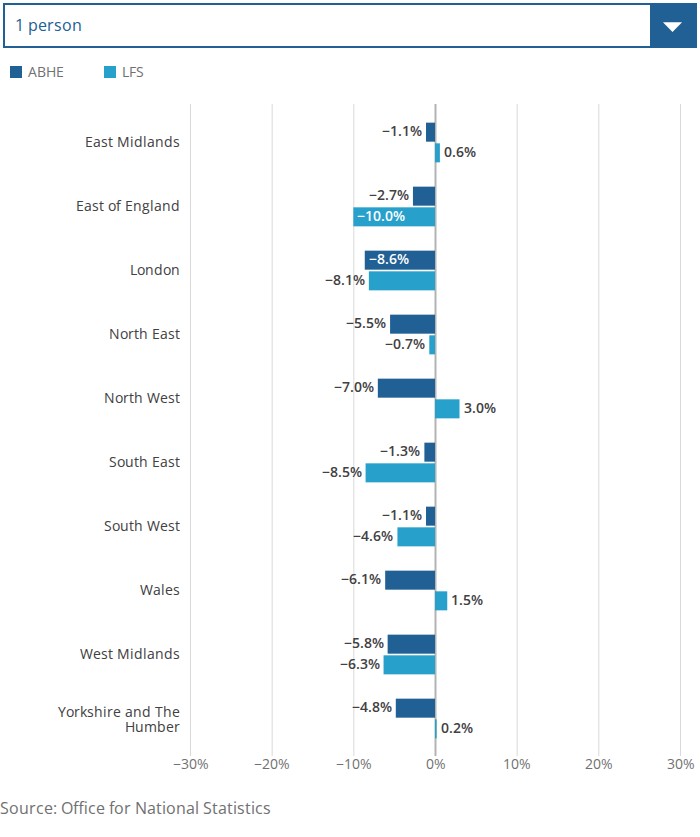 1 person
ABHE LFS
East Midlands
−1.1%
0.6%
East of England
−2.7%
−10.0%
London
−8.6%
−8.1%
North East
−5.5%
−0.7%
North West
−7.0%
3.0%
South East
−1.3%
−8.5%
South West
−1.1%
−4.6%
Wales
−6.1%
1.5%
West Midlands
−5.8%
−6.3%
Yorkshire and The
Humber
−4.8%
0.2%
−30% −20% −10% 0% 10% 20% 30%
Source: Office for National Statistics